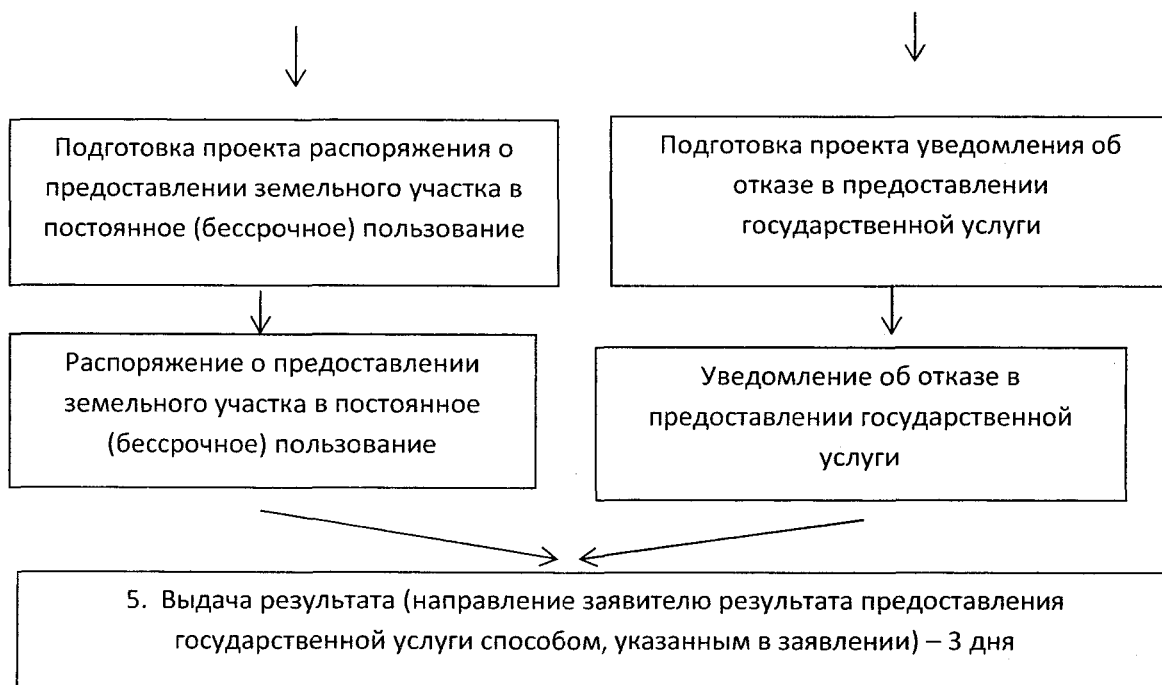 Подготовка проекта распоряжения о
предоставлении земельного участка в
постоянное (бессрочное) пользование
Подготовка проекта уведомления об
отказе в предоставлении
государственной услуги
Распоряжение о предоставлении
земельного участка в постоянное
(бессрочное) пользование
Уведомление об отказе в
предоставлении государственной
услуги
5. Выдача результата (направление заявителю результата предоставления
государственной услуги способом, указанным в заявлении) – 3 дня